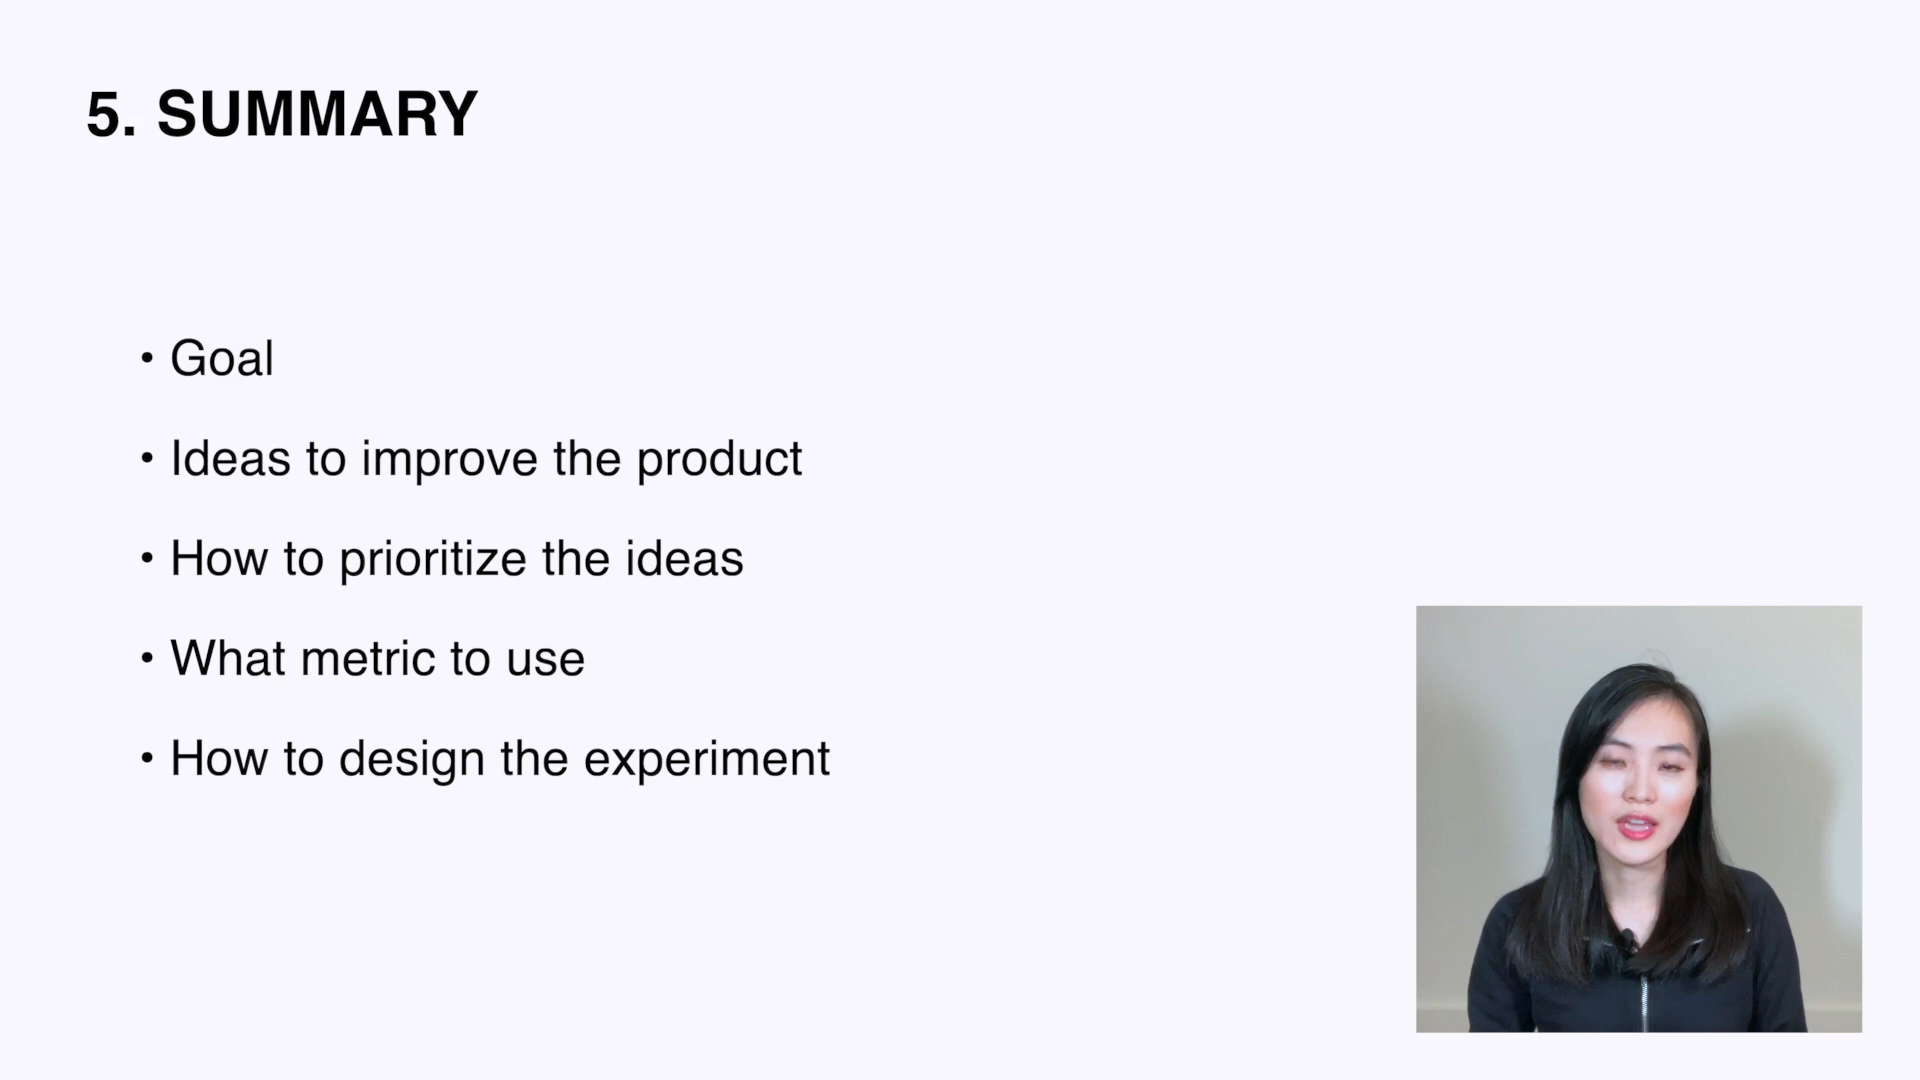 5. SUMMARY
• Goal
• Ideas to improve the product
• How to prioritize the ideas
• What metric to use
• How to design the experiment